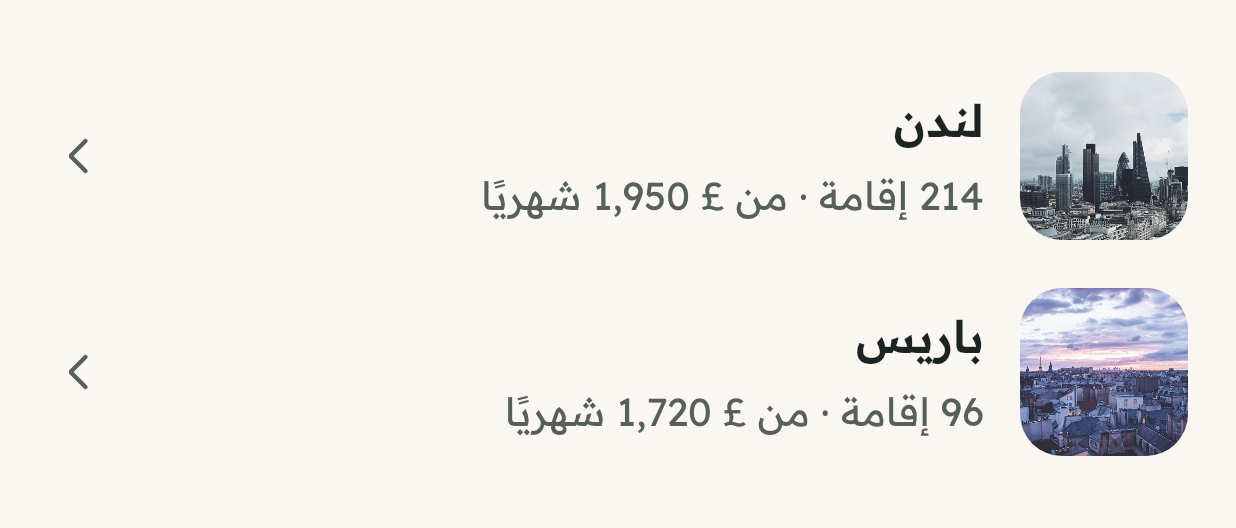 لندن
214 إقامة · من £ 1,950 شهريًا
باريس
96 إقامة · من £ 1,720 شهريًا